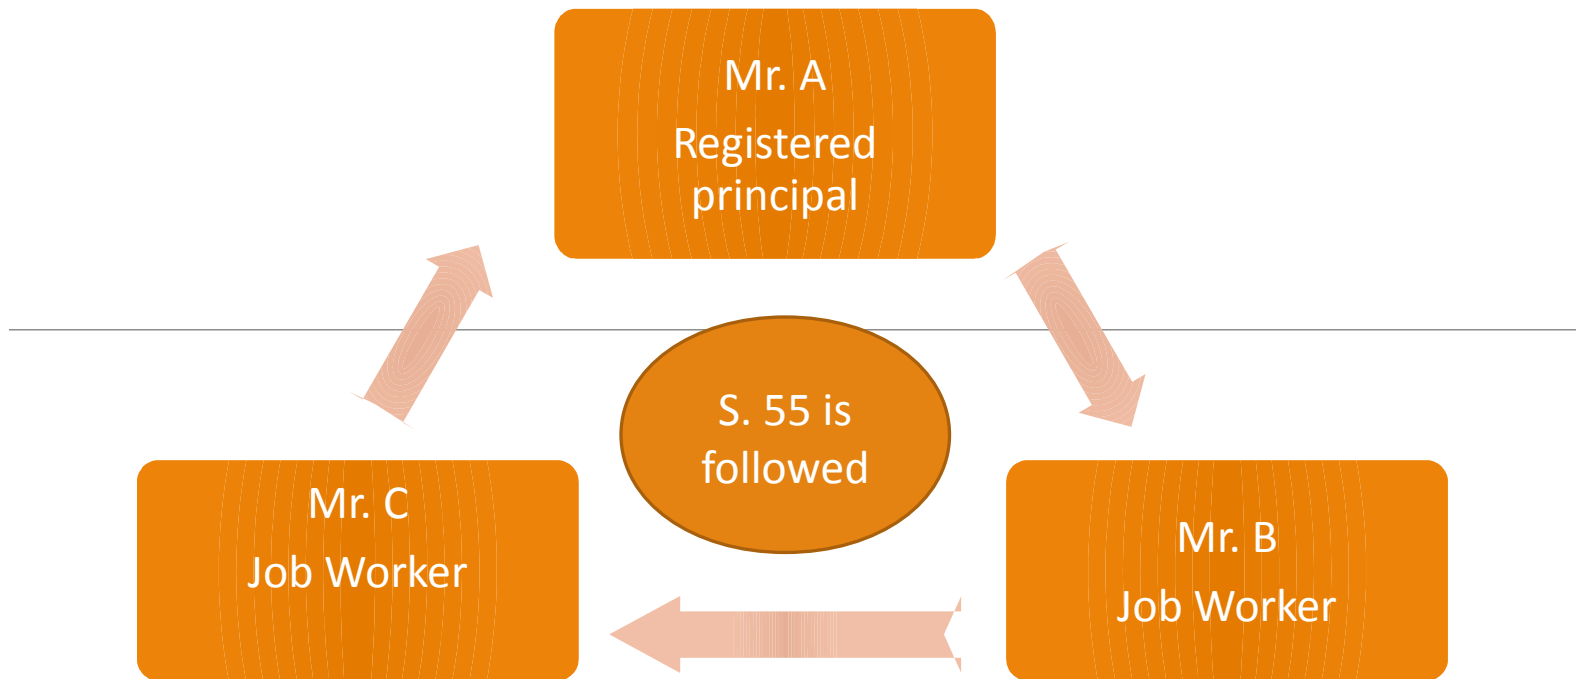 Mr. A
Registered
principal
S. 55 is
followed
Mr. C
Job Worker
Mr. B
Job Worker